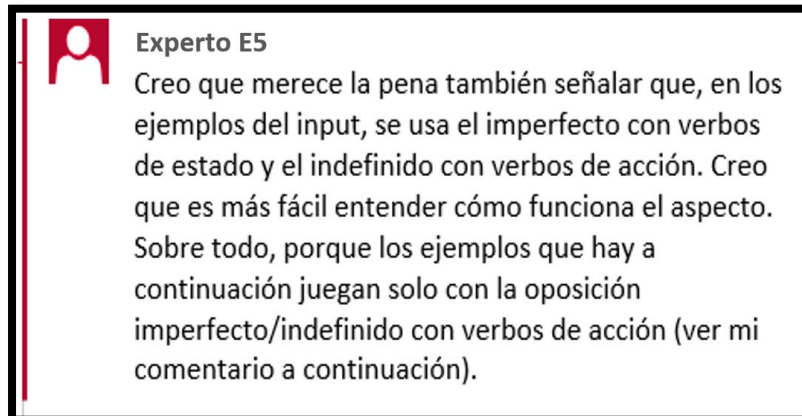 Experto E5
Creo que merece la pena también señalar que, en los
ejemplos del input, se usa el imperfecto con verbos
de estado y el indefinido con verbos de acción. Creo
que es más fácil entender cómo funciona el aspecto.
Sobre todo, porque los ejemplos que hay a
continuación juegan solo con la oposición
imperfecto/indefinido con verbos de acción (ver mi
comentario a continuación).